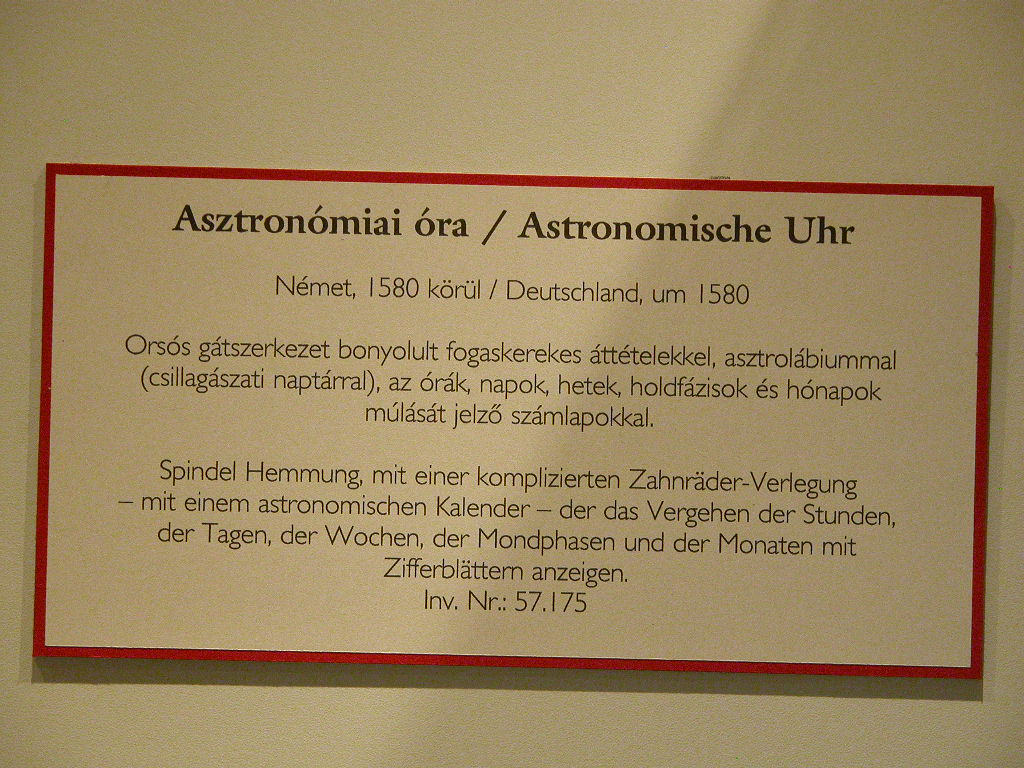 Asztronómiai óra / Astronomische Uhr
Német, 1580 körül / Deutschland, um 1580
Orsós gátszerkezet bonyolult fogaskerekes áttételekkel, asztrolábiummal
(csillagászati naptárral), az órák, napok, hetek, holdfázisok és hónapok
múlását jelző számlapokkal.
Spindel Hemmung, mit einer komplizierten Zahnräder-Verlegung
– mit einem astronomischen Kalender – der das Vergehen der Stunden,
der Tagen, der Wochen, der Mondphasen und der Monaten mit
Zifferblättern anzeigen.
Inv. Nr.: 57.175